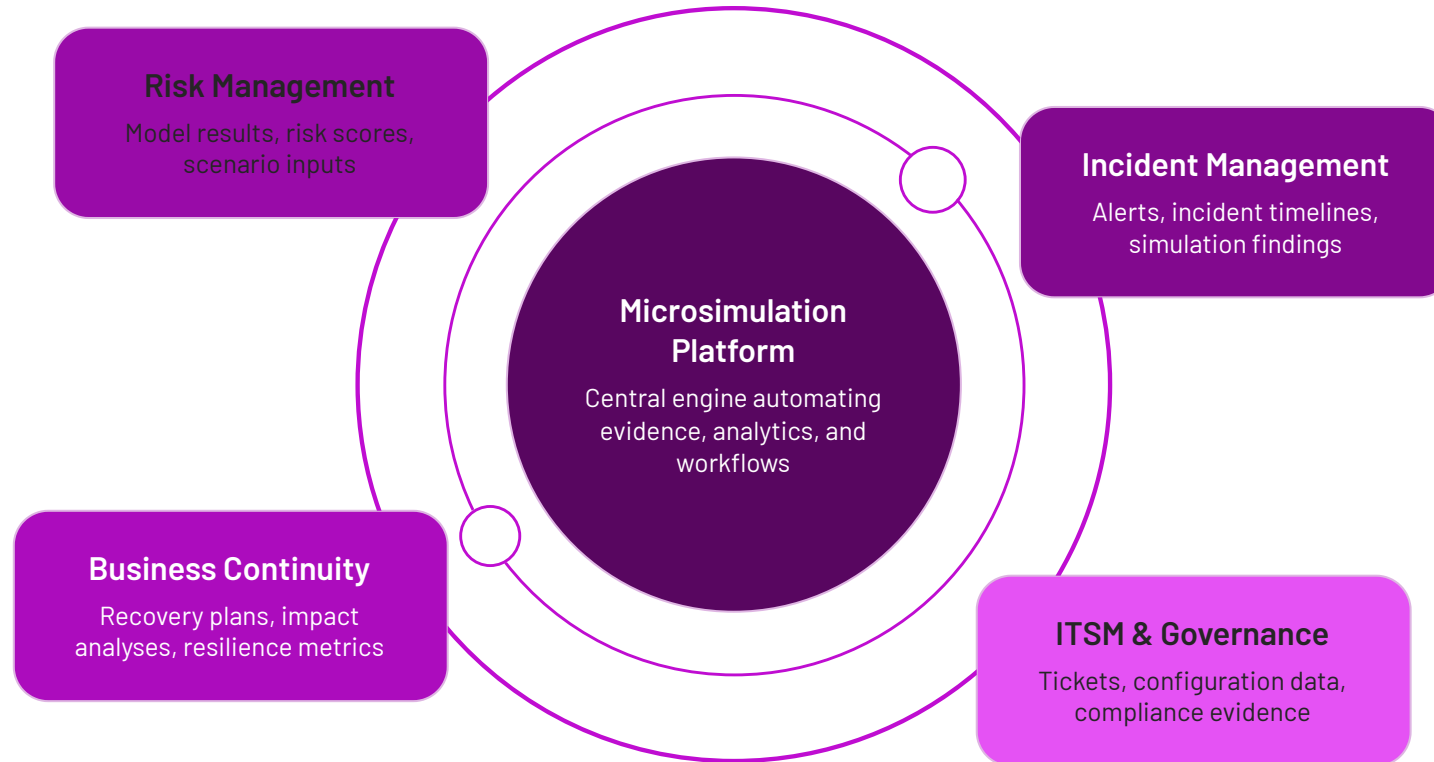 Risk Management
Model results, risk scores,
scenario inputs
Incident Management
Alerts, incident timelines,
simulation findings
Microsimulation
Platform
Central engine automating
evidence, analytics, and
workflows
Business Continuity
Recovery plans, impact
analyses, resilience metrics
ITSM & Governance
Tickets, configuration data,
compliance evidence